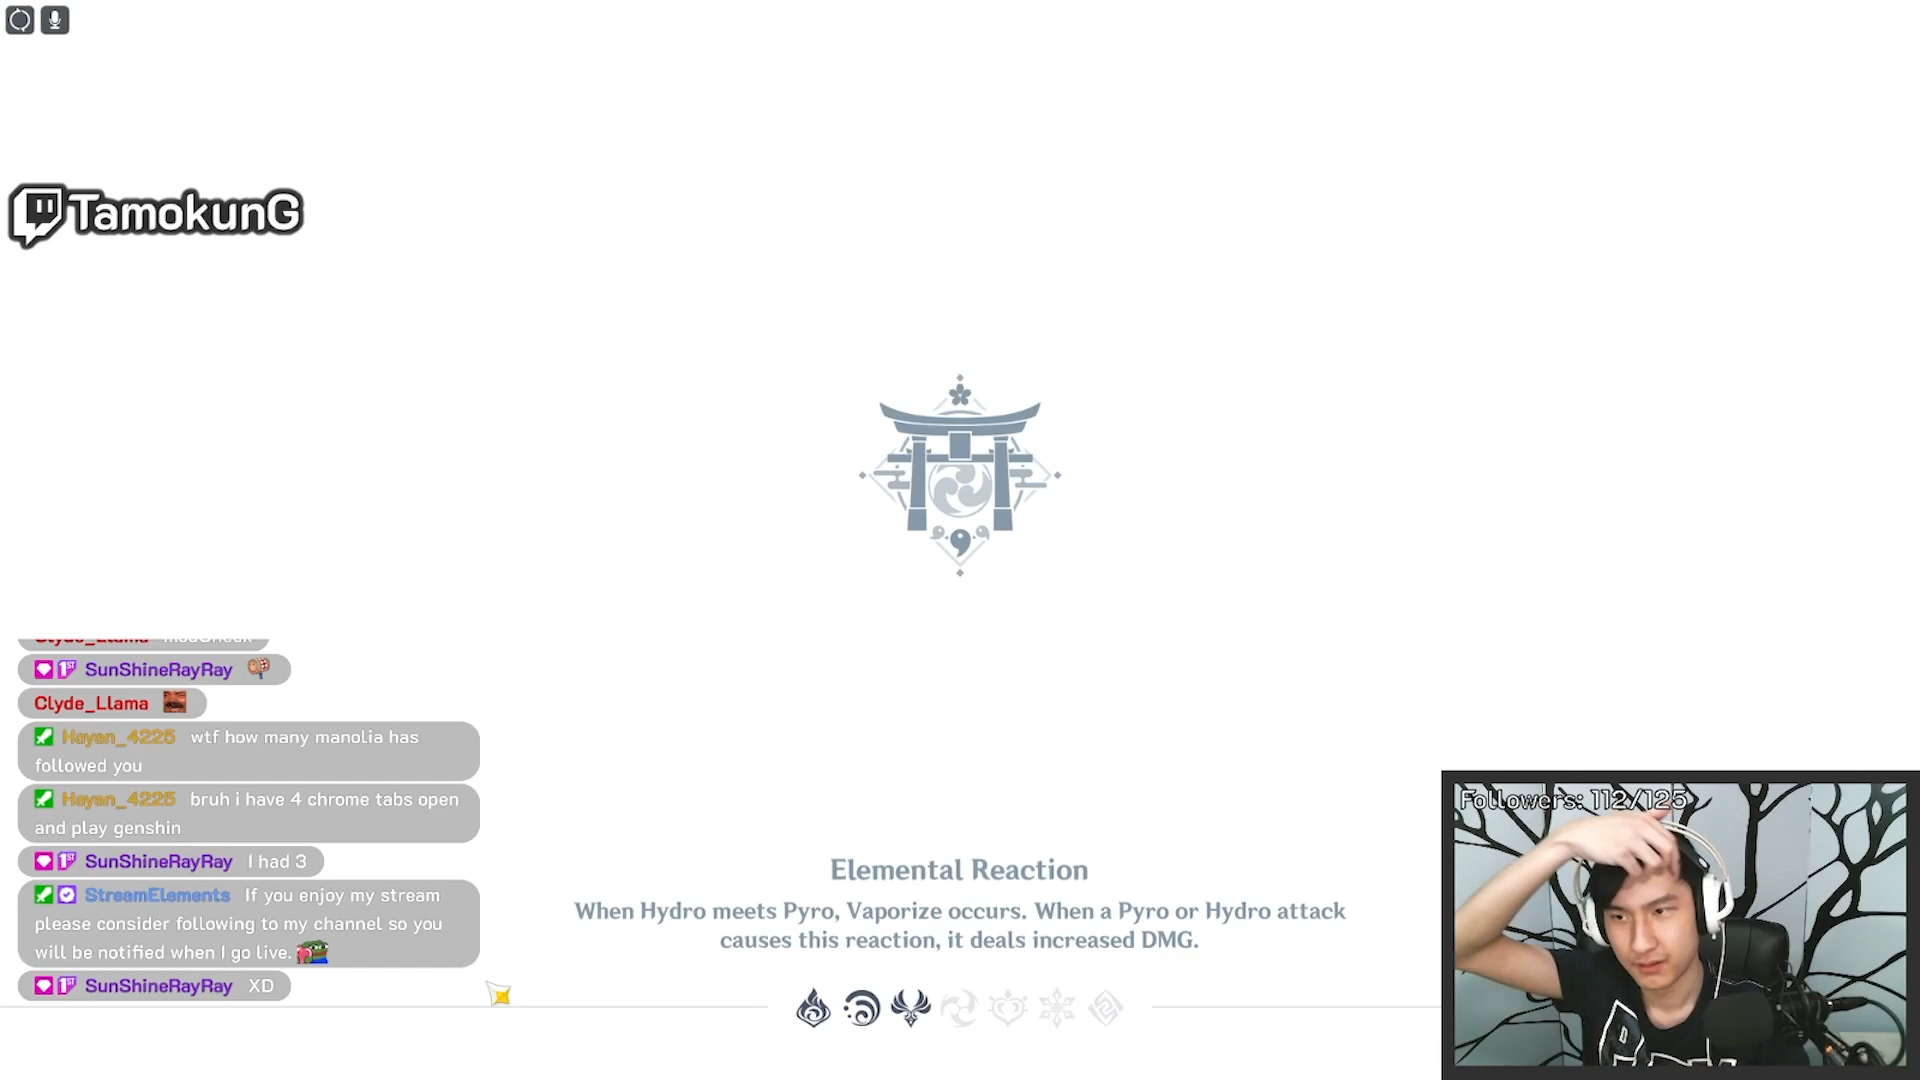 TamokunG
SunShineRayRay
Clyde_Llama
Hayan_4225 wtf how many manolia has
followed you
Hayan_4225 bruh i have 4 chrome tabs open
and play genshin
SunShineRayRay I had 3
StreamElements If you enjoy my stream
please consider following to my channel so you
will be notified when I go live.
SunShineRayRay XD
Elemental Reaction
When Hydro meets Pyro, Vaporize occurs. When a Pyro or Hydro attack
causes this reaction, it deals increased DMG.
Followers: 112/125